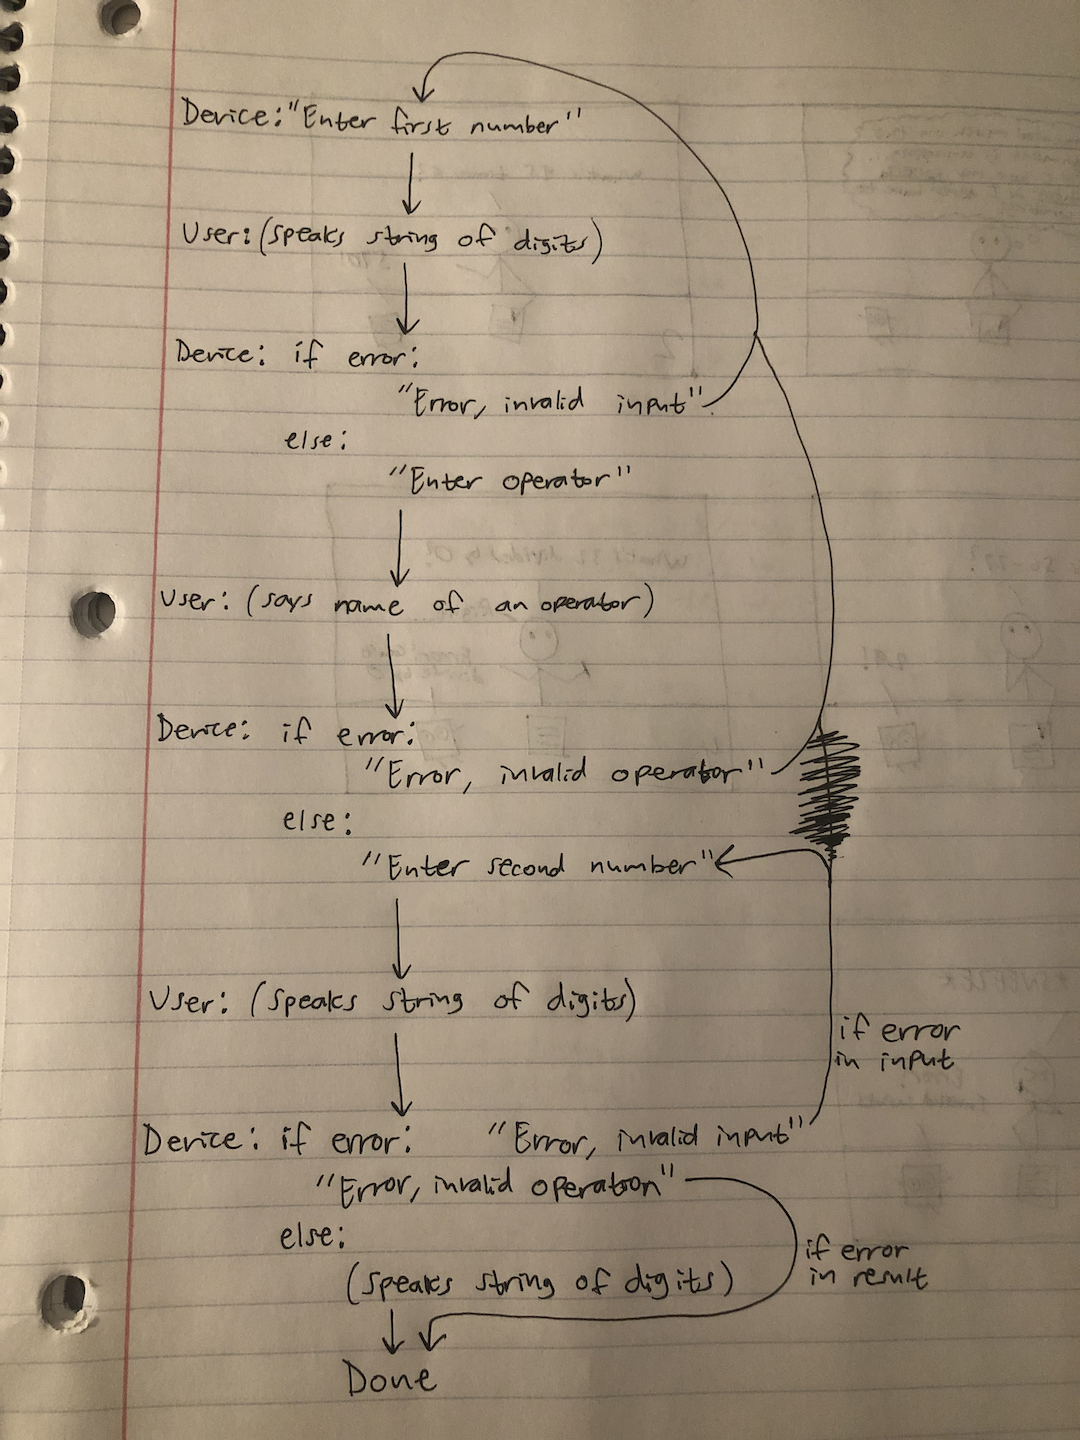 Device: "Enter first number"
User: (speaks string of digits)
Device: if error:
"Error, invalid input"
else:
"Enter operator"
User: (says name of an operator)
Device: if error:
"Error, invalid operator"
else:
"Enter second number"
User: (speaks string of digits)
if error
in input
Device: if error: "Error, invalid input"
"Error, invalid operation"
else:
if error
in result
(speaks string of digits)
Done